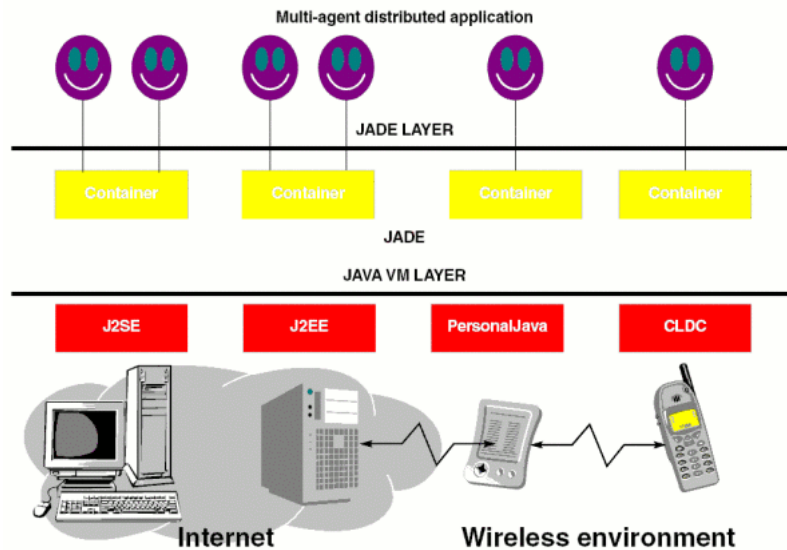 Multi-agent distributed application
JADE LAYER
Container Container Container Container
JADE
JAVA VM LAYER
J2SE J2EE PersonalJava CLDC
Internet Wireless environment